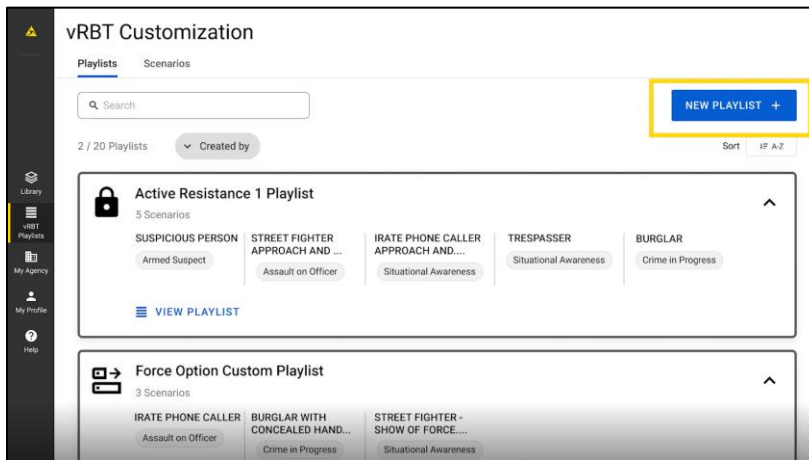 vRBT Customization
Playlists Scenarios
Search
NEW PLAYLIST +
2 / 20 Playlists
Created by
Sort A-Z
Library
vRBT
Playlists
My Agency
My Profile
Help
Active Resistance 1 Playlist
5 Scenarios
SUSPICIOUS PERSON
Armed Suspect
STREET FIGHTER
APPROACH AND ...
Assault on Officer
IRATE PHONE CALLER
APPROACH AND....
Situational Awareness
TRESPASSER
Situational Awareness
BURGLAR
Crime in Progress
VIEW PLAYLIST
Force Option Custom Playlist
3 Scenarios
IRATE PHONE CALLER
Assault on Officer
BURGLAR WITH
CONCEALED HAND...
Crime in Progress
STREET FIGHTER -
SHOW OF FORCE....
Situational Awareness